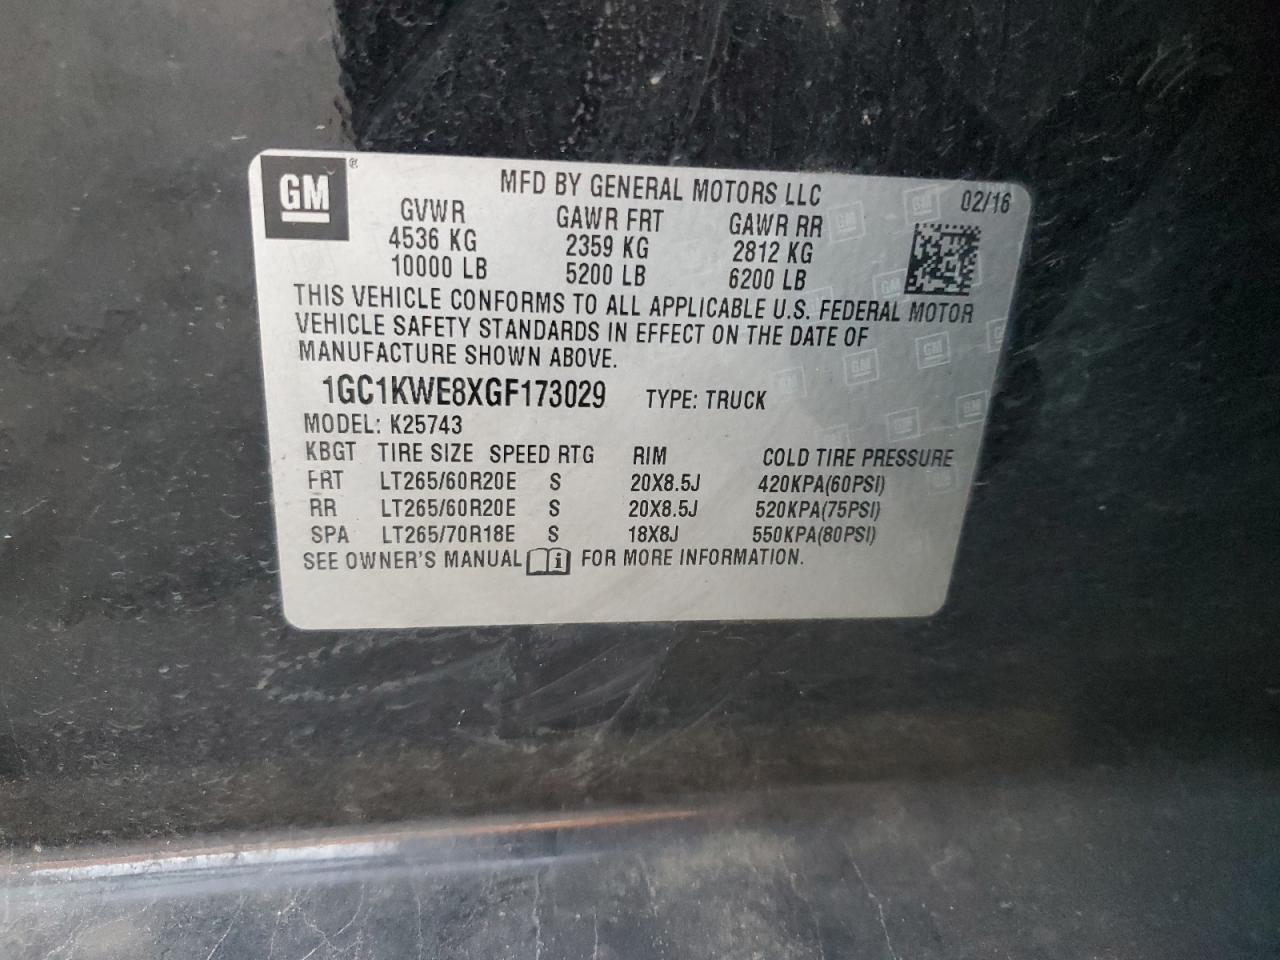 GM ®
MFD BY GENERAL MOTORS LLC 02/16
GVWR GAWR FRT GAWR RR
4536 KG 2359 KG 2812 KG
10000 LB 5200 LB 6200 LB
THIS VEHICLE CONFORMS TO ALL APPLICABLE U.S. FEDERAL MOTOR
VEHICLE SAFETY STANDARDS IN EFFECT ON THE DATE OF
MANUFACTURE SHOWN ABOVE.
1GC1KWE8XGF173029 TYPE: TRUCK
MODEL: K25743
KBGT TIRE SIZE SPEED RTG RIM COLD TIRE PRESSURE
FRT LT265/60R20E S 20X8.5J 420KPA(60PSI)
RR LT265/60R20E S 20X8.5J 520KPA(75PSI)
SPA LT265/70R18E S 18X8J 550KPA(80PSI)
SEE OWNER'S MANUAL i FOR MORE INFORMATION.